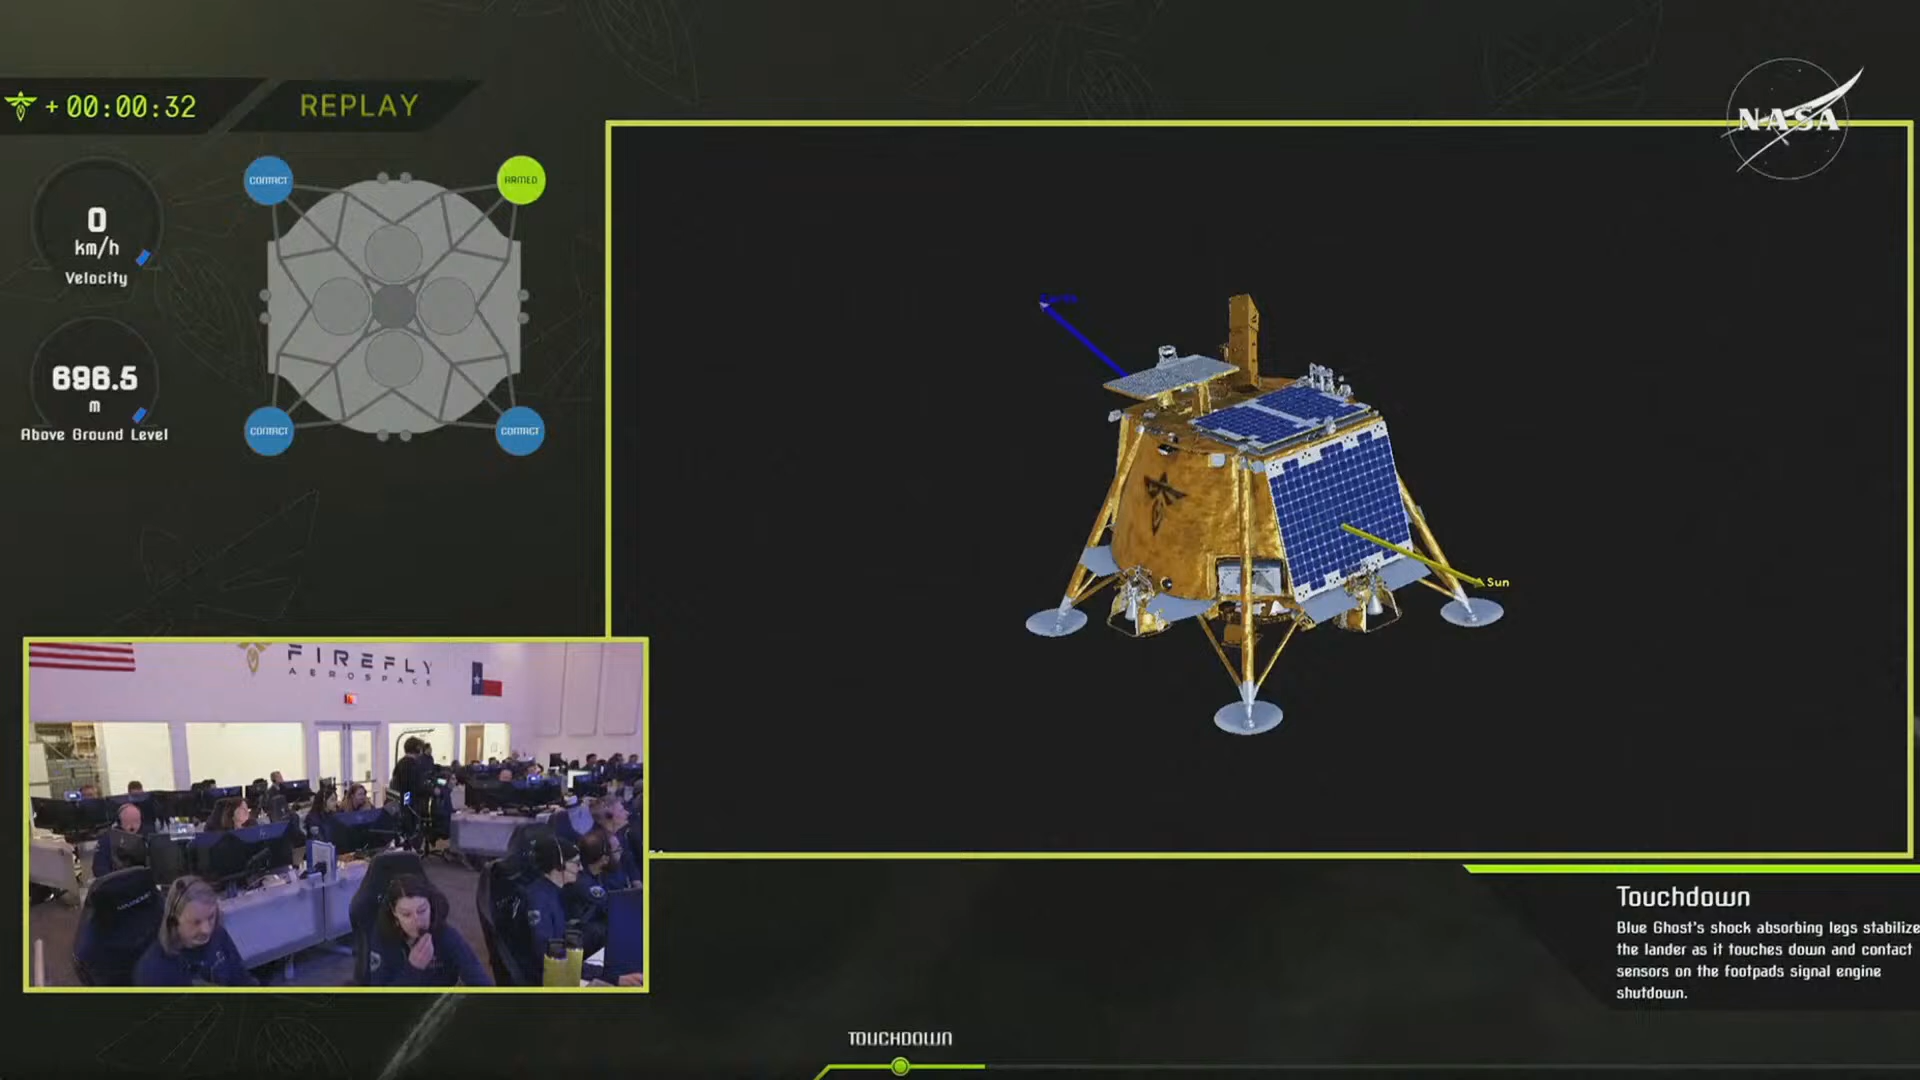 + 00:00:32
REPLAY
NASA
CONTACT
ARMED
0
km/h
Velocity
696.5
m
Above Ground Level
CONTACT
CONTACT
Sun
FIREFLY
AEROSPACE
Touchdown
Blue Ghost's shock absorbing legs stabilize
the lander as it touches down and contact
sensors on the footpads signal engine
shutdown.
TOUCHDOWN